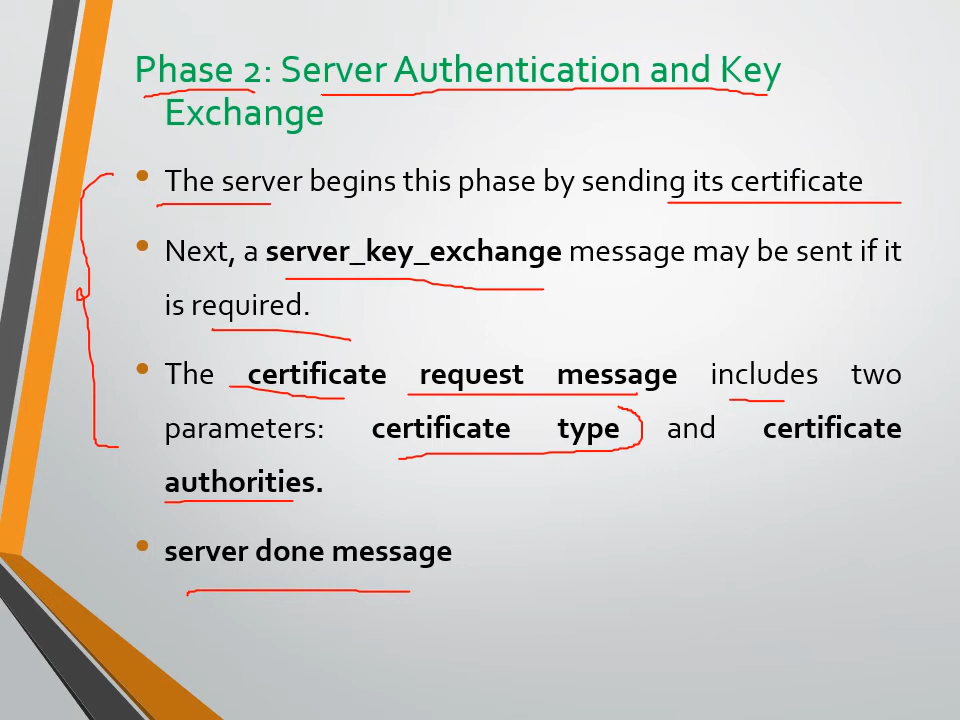 Phase 2: Server Authentication and Key
Exchange
• The server begins this phase by sending its certificate
• Next, a server_key_exchange message may be sent if it
is required.
• The certificate request message includes two
parameters: certificate type and certificate
authorities.
• server done message